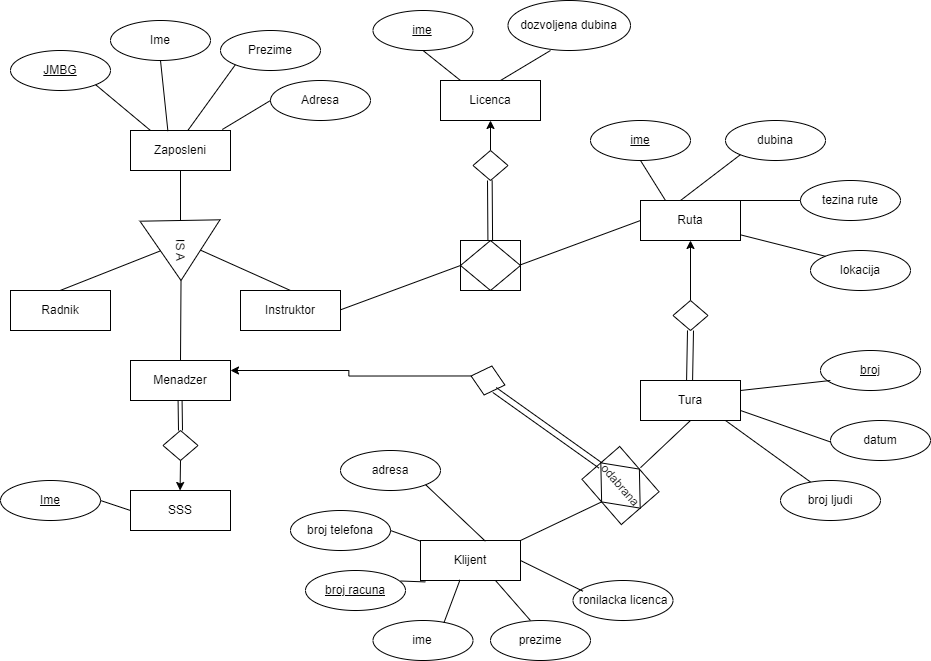 ime
dozvoljena dubina
Ime
Prezime
JMBG
Adresa
Licenca
Zaposleni
ime
dubina
tezina rute
Ruta
IS A
lokacija
Radnik
Instruktor
Menadzer
broj
Tura
datum
adresa
odabrana
Ime
SSS
broj ljudi
broj telefona
Klijent
broj racuna
ronilacka licenca
ime
prezime